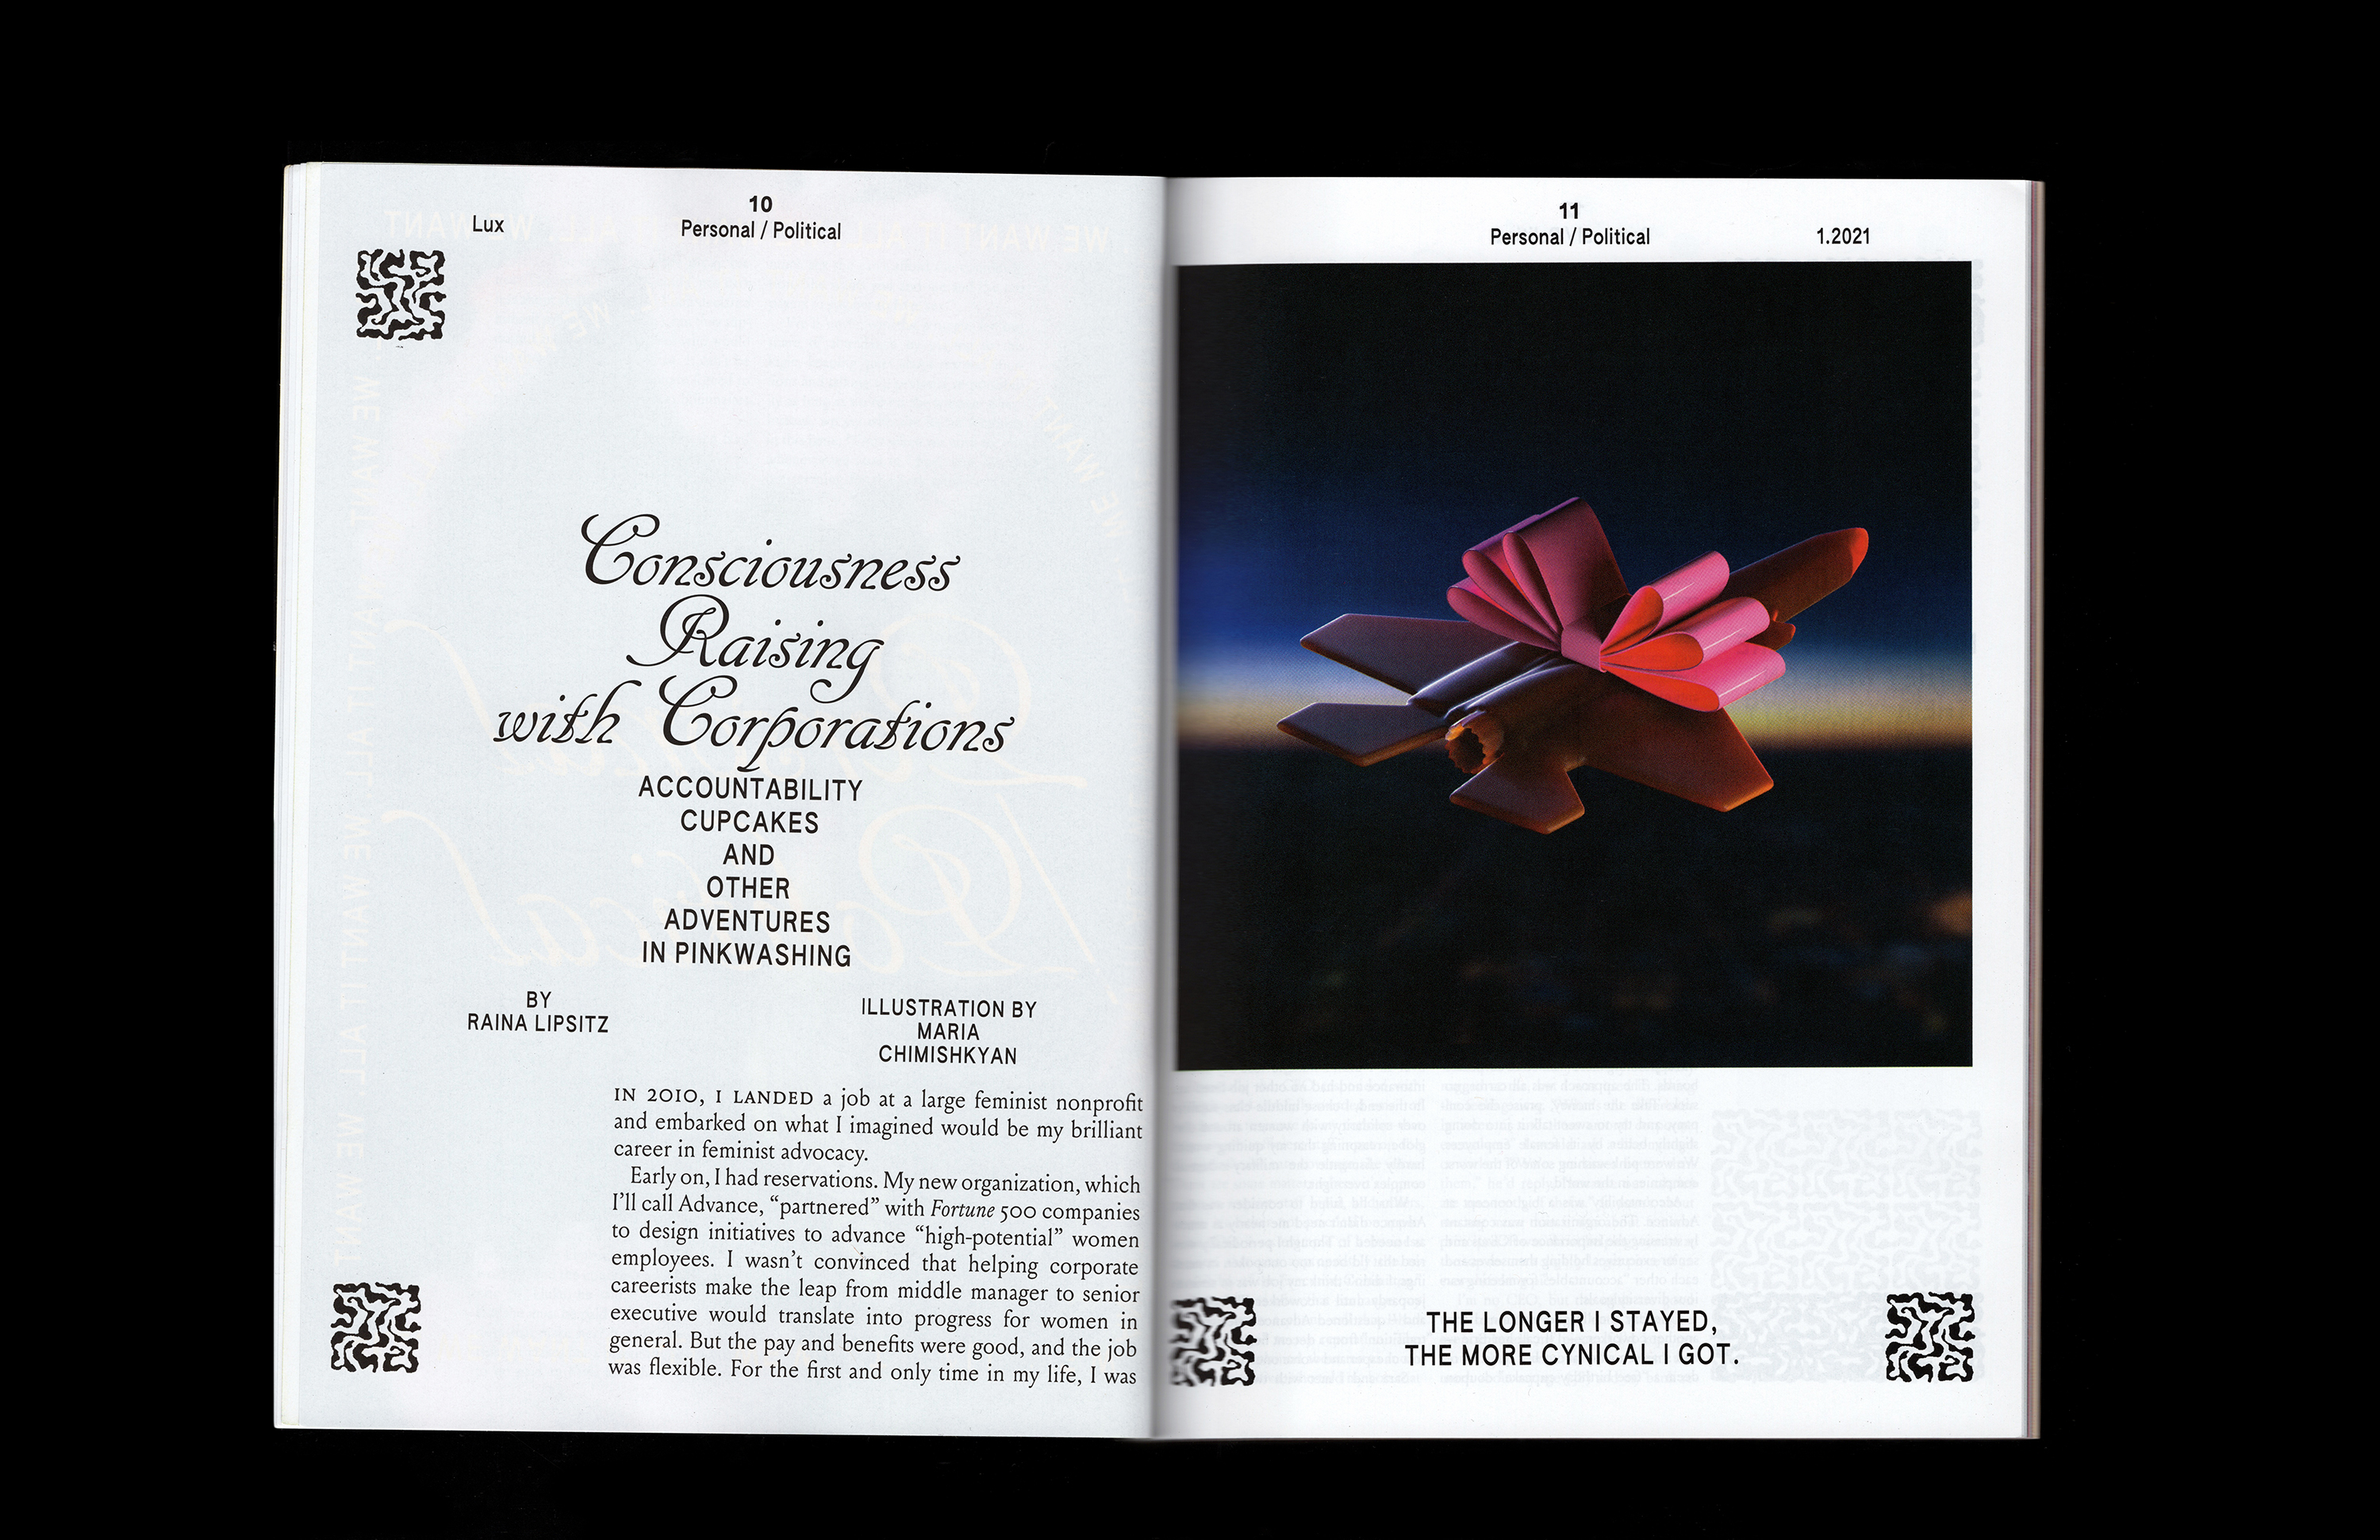 Lux
10
Personal / Political
Consciousness
Raising
with Corporations
ACCOUNTABILITY
CUPCAKES
AND
OTHER
ADVENTURES
IN PINKWASHING
BY
RAINA LIPSITZ
ILLUSTRATION BY
MARIA
CHIMISHKYAN
IN 2010, I LANDED a job at a large feminist nonprofit
and embarked on what I imagined would be my brilliant
career in feminist advocacy.
Early on, I had reservations. My new organization, which
I’ll call Advance, “partnered” with Fortune 500 companies
to design initiatives to advance “high-potential” women
employees. I wasn’t convinced that helping corporate
careerists make the leap from middle manager to senior
executive would translate into progress for women in
general. But the pay and benefits were good, and the job
was flexible. For the first and only time in my life, I was
11
Personal / Political
1.2021
THE LONGER I STAYED,
THE MORE CYNICAL I GOT.